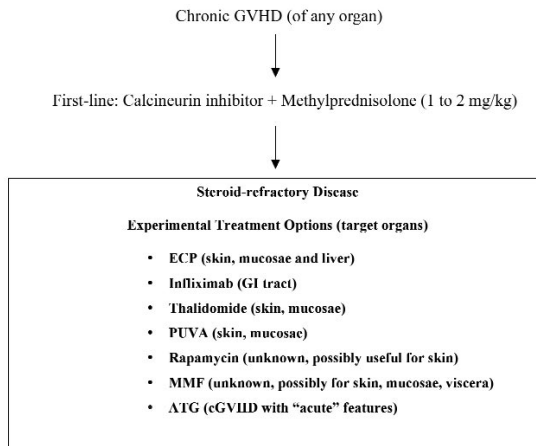 Chronic GVHD (of any organ)
First-line: Calcineurin inhibitor + Methylprednisolone (1 to 2 mg/kg)
Steroid-refractory Disease
Experimental Treatment Options (target organs)
• ECP (skin, mucosae and liver)
• Infliximab (GI tract)
• Thalidomide (skin, mucosae)
• PUVA (skin, mucosae)
• Rapamycin (unknown, possibly useful for skin)
• MMF (unknown, possibly for skin, mucosae, viscera)
• ATG (cGVHD with “acute” features)